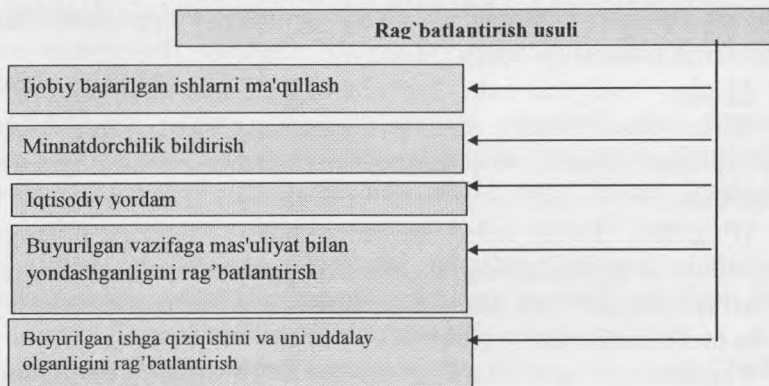 Rag`batlantirish usuli
Ijobiy bajarilgan ishlarni ma'qullash
Minnatdorchilik bildirish
Iqtisodiy yordam
Buyurilgan vazifaga mas'uliyat bilan
yondashganligini rag’batlantirish
Buyurilgan ishga qiziqishini va uni uddalay
olganligini rag’batlantirish